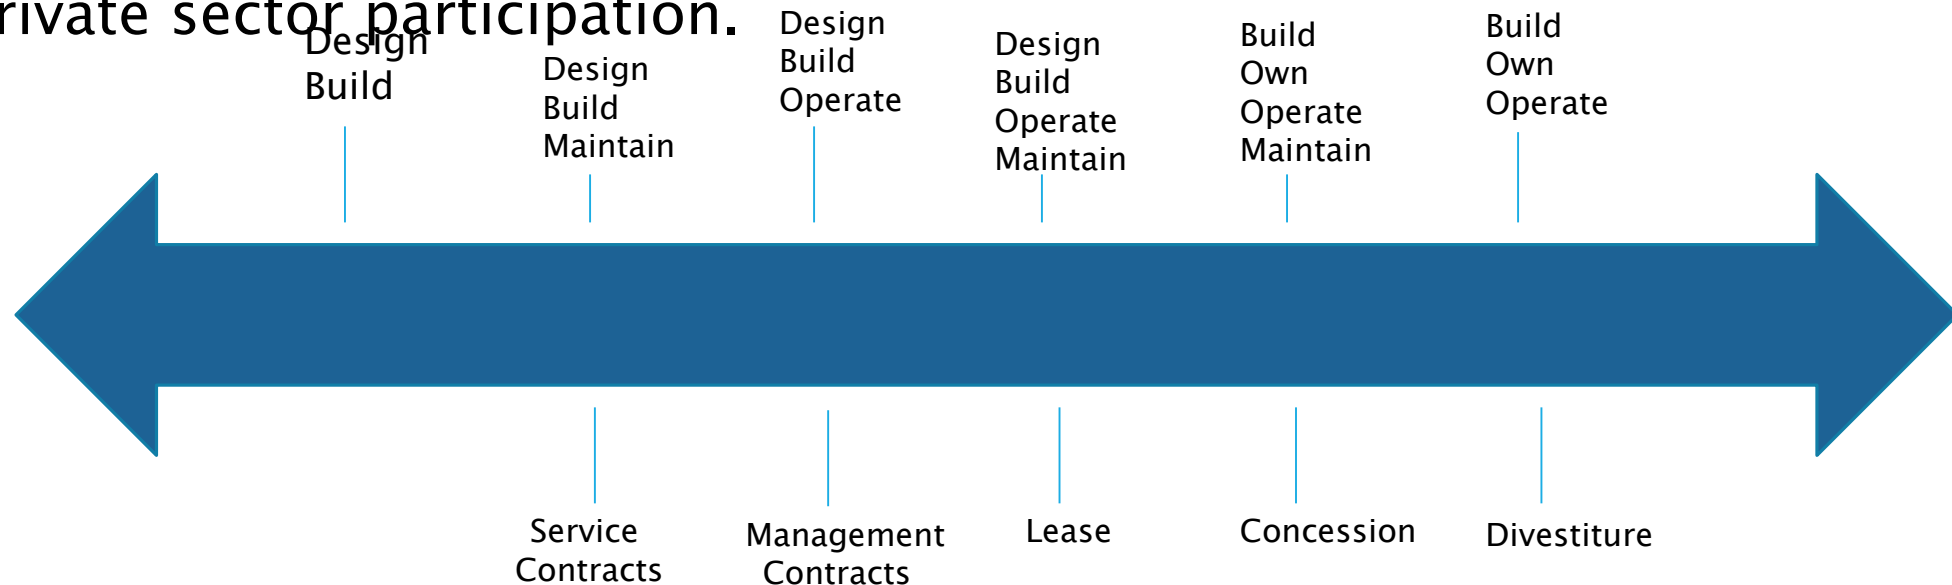 rivate sector participation.
Design
Build
Design
Build
Maintain
Design
Build
Operate
Design
Build
Operate
Maintain
Build
Own
Operate
Maintain
Build
Own
Operate
Service
Contracts
Management
Contracts
Lease
Concession
Divestiture